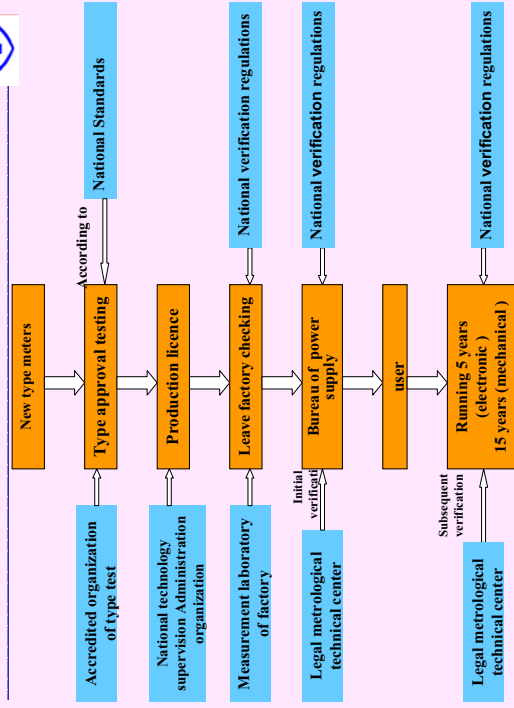 New type meters
Accredited organization
of type test
Type approval testing
According to
National Standards
National technology
supervision Administration
organization
Production licence
Measurement laboratory
of factory
Leave factory checking
National verification regulations
Legal metrological
technical center
Initial
verificati
Bureau of power
supply
National verification regulations
user
Legal metrological
technical center
Subsequent
verification
Running 5 years
(electronic )
15 years (mechanical )
National verification regulations